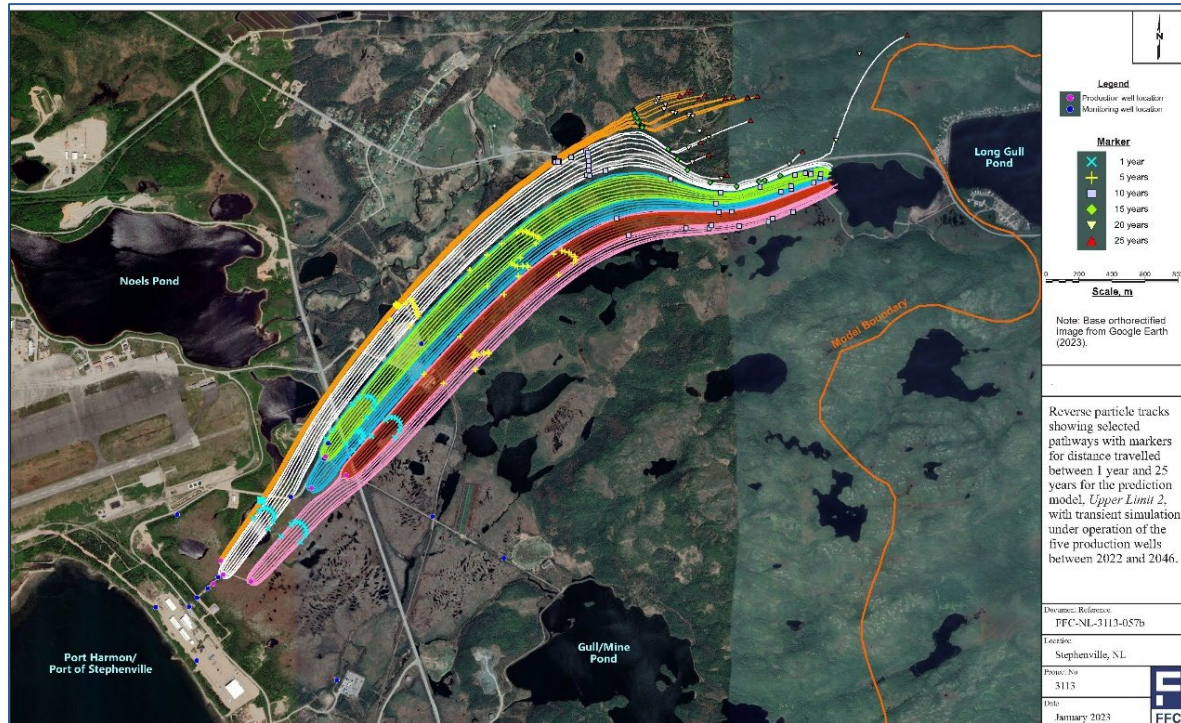 N
Legend
Production well location
Monitoring well location
Marker
1 year
5 years
10 years
15 years
20 years
25 years
0 200 400 600 800
Scale, m
Note: Base orthorectified
image from Google Earth
(2023).
Long Gull
Pond
Noels Pond
Model Boundary
Port Harmon/
Port of Stephenville
Gull/Mine
Pond
Reverse particle tracks
showing selected
pathways with markers
for distance travelled
between 1 year and 25
years for the prediction
model, Upper Limit 2,
with transient simulation
under operation of the
five production wells
between 2022 and 2046.
Document Reference
FFC-NL-3113-057b
Location
Stephenville, NL
Project No
3113
Date
January 2023
FFC